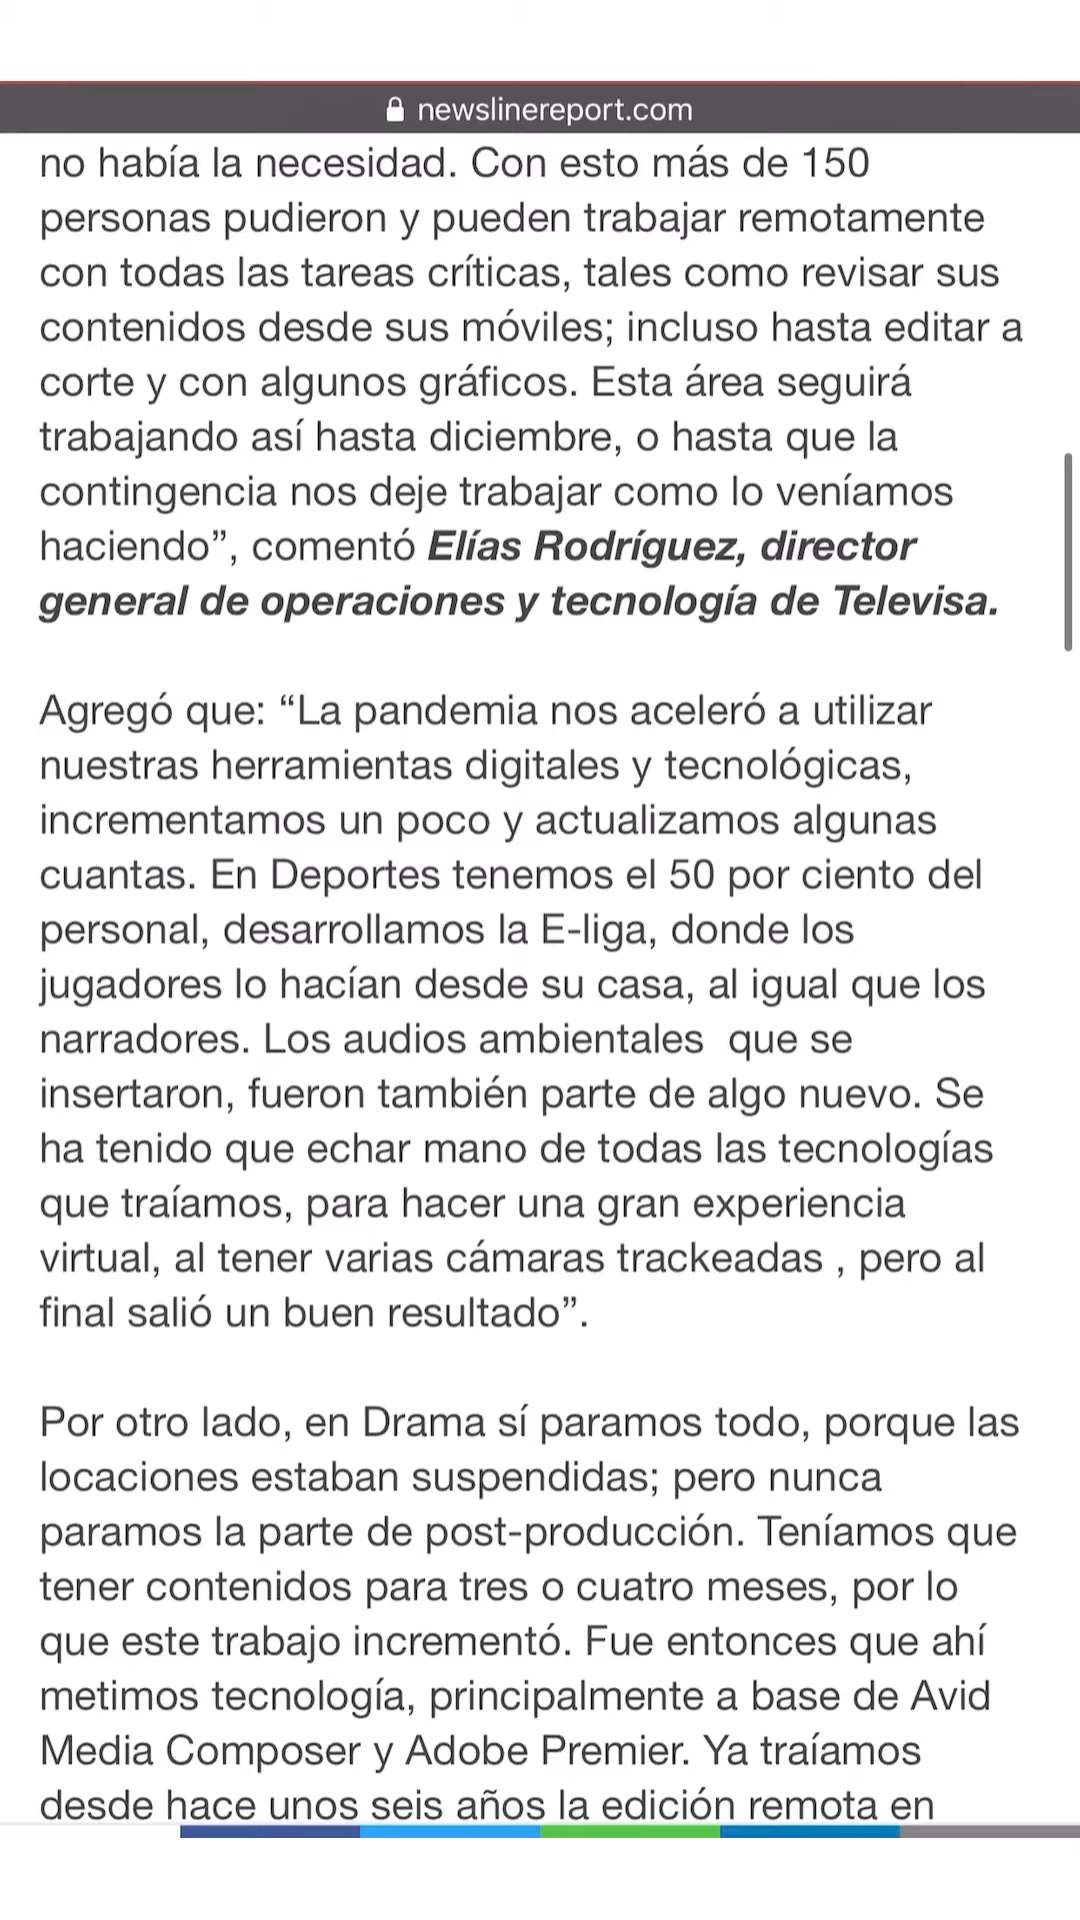 newslinereport.com
no había la necesidad. Con esto más de 150
personas pudieron y pueden trabajar remotamente
con todas las tareas críticas, tales como revisar sus
contenidos desde sus móviles; incluso hasta editar a
corte y con algunos gráficos. Esta área seguirá
trabajando así hasta diciembre, o hasta que la
contingencia nos deje trabajar como lo veníamos
haciendo”, comentó Elías Rodríguez, director
general de operaciones y tecnología de Televisa.
Agregó que: “La pandemia nos aceleró a utilizar
nuestras herramientas digitales y tecnológicas,
incrementamos un poco y actualizamos algunas
cuantas. En Deportes tenemos el 50 por ciento del
personal, desarrollamos la E-liga, donde los
jugadores lo hacían desde su casa, al igual que los
narradores. Los audios ambientales  que se
insertaron, fueron también parte de algo nuevo. Se
ha tenido que echar mano de todas las tecnologías
que traíamos, para hacer una gran experiencia
virtual, al tener varias cámaras trackeadas , pero al
final salió un buen resultado”.
Por otro lado, en Drama sí paramos todo, porque las
locaciones estaban suspendidas; pero nunca
paramos la parte de post-producción. Teníamos que
tener contenidos para tres o cuatro meses, por lo
que este trabajo incrementó. Fue entonces que ahí
metimos tecnología, principalmente a base de Avid
Media Composer y Adobe Premier. Ya traíamos
desde hace unos seis años la edición remota en